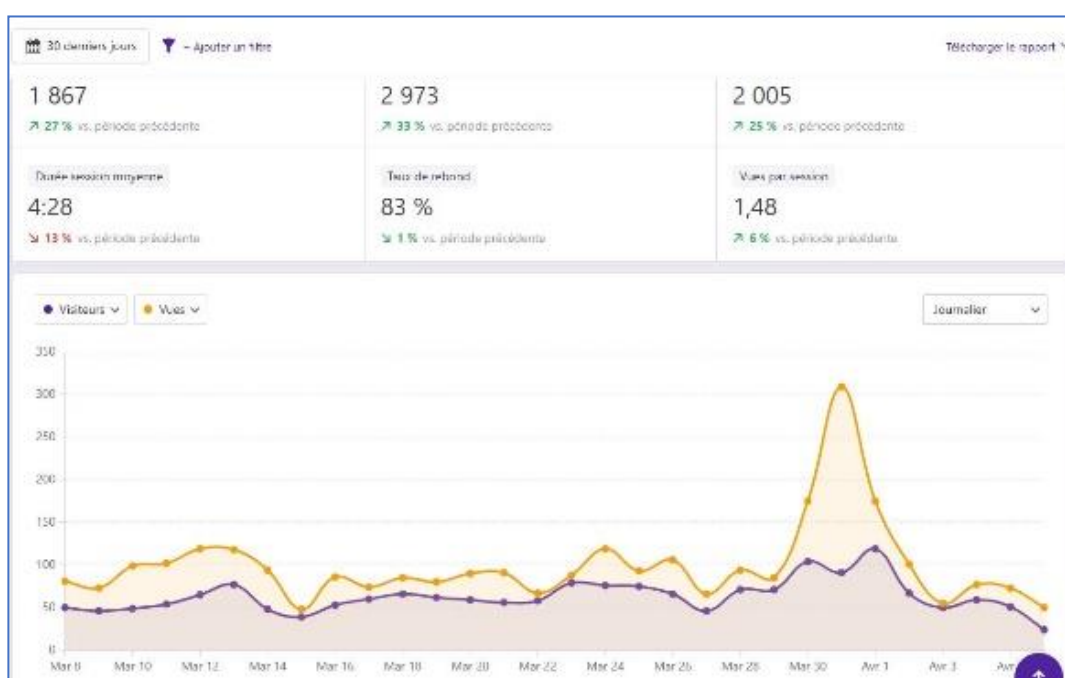 30 derniers jours + Ajouter un filtre Télécharger le rapport
1 867 2 973 2 005
27 % vs. période précédente 33 % vs. période précédente 25 % vs. période précédente
Durée session moyenne Taux de rebond Vues par session
4:28 83 % 1,48
13 % vs. période précédente 1 % vs. période précédente 6 % vs. période précédente
Visiteurs Vues Journalier
350
300
250
200
150
100
50
0
Mar 8 Mar 10 Mar 12 Mar 14 Mar 16 Mar 18 Mar 20 Mar 22 Mar 24 Mar 26 Mar 28 Mar 30 Avr 1 Avr 3 Avr